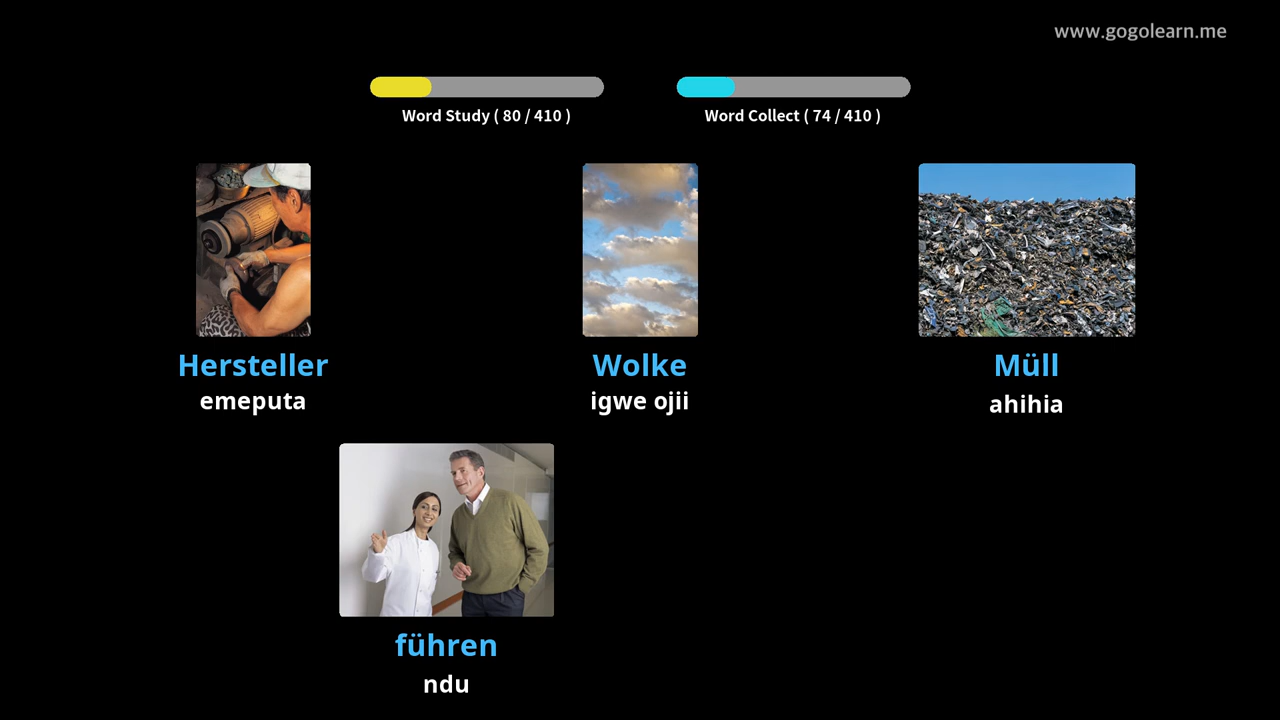 www.gogolearn.me
Word Study ( 80 / 410 )
Word Collect ( 74 / 410 )
Hersteller
emeputa
Wolke
igwe ojii
Müll
ahihia
führen
ndu